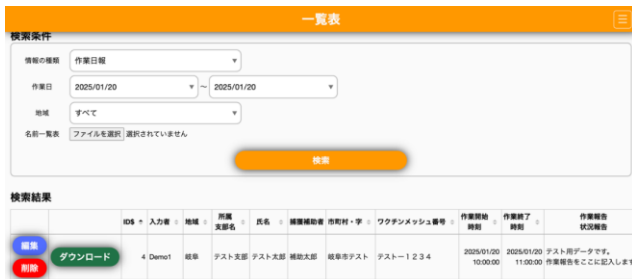 一覧表
検索条件
情報の種類 作業日報
作業日 2025/01/20 ～ 2025/01/20
地域 すべて
名前一覧表 ファイルを選択 選択されていません
検索
検索結果
IDS 入力者 地域 所属支部名 氏名 捕獲補助者 市町村・字 ワクチンメッシュ番号 作業開始時刻 作業終了時刻 作業報告状況報告
編集 削除 ダウンロード 4 Demo1 岐阜 テスト支部 テスト太郎 補助太郎 岐阜市テスト テストー１２３４ 2025/01/20 10:00:00 2025/01/20 11:00:00 テスト用データです。作業報告をここに記入します